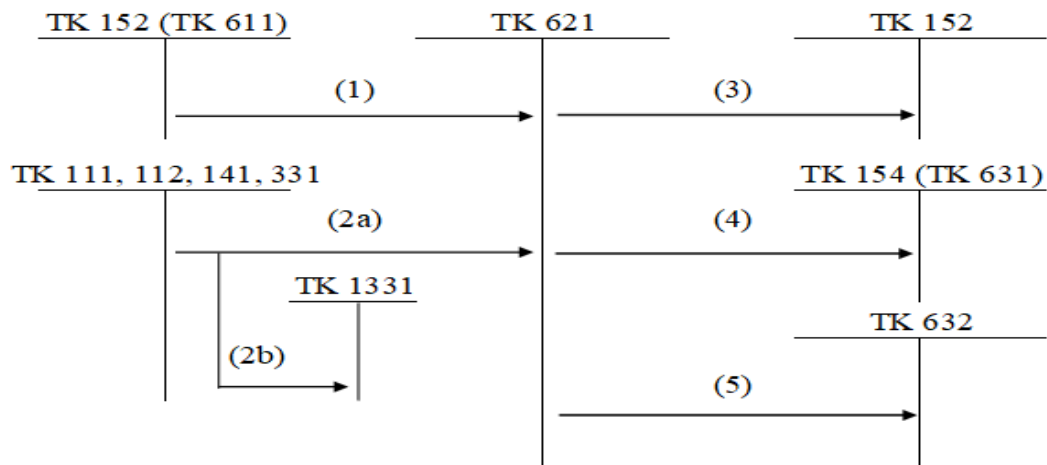 TK 152 (TK 611)
TK 621
TK 152
(1)
(3)
TK 111, 112, 141, 331
TK 154 (TK 631)
(2a)
(4)
TK 1331
TK 632
(2b)
(5)